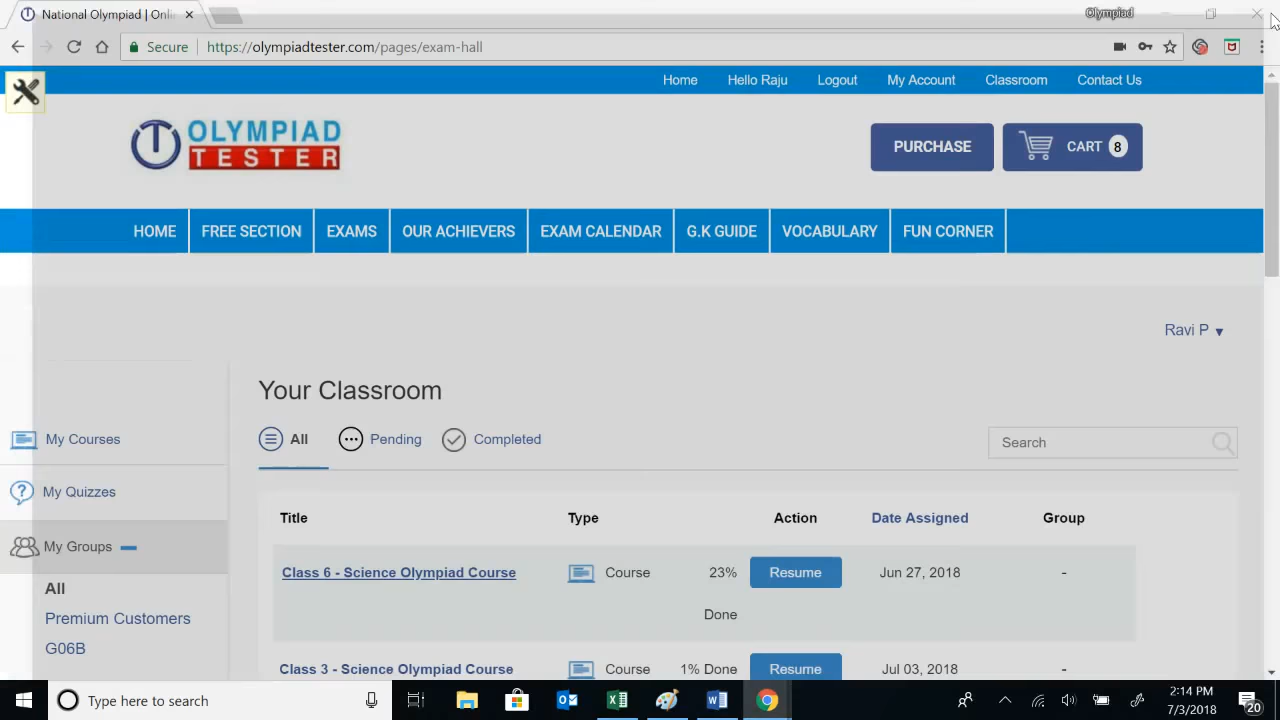 National Olympiad | Onli
Olympiad
Secure https://olympiadtester.com/pages/exam-hall
Home Hello Raju Logout My Account Classroom Contact Us
OLYMPIAD
TESTER
PURCHASE
CART 8
HOME FREE SECTION EXAMS OUR ACHIEVERS EXAM CALENDAR G.K GUIDE VOCABULARY FUN CORNER
Ravi P
Your Classroom
My Courses
All Pending Completed
Search
My Quizzes
Title Type Action Date Assigned Group
My Groups
Class 6 - Science Olympiad Course Course 23% Resume Jun 27, 2018 -
All
Done
Premium Customers
G06B
Class 3 - Science Olympiad Course Course 1% Done Resume Jul 03, 2018 -
Type here to search
2:14 PM
7/3/2018
20